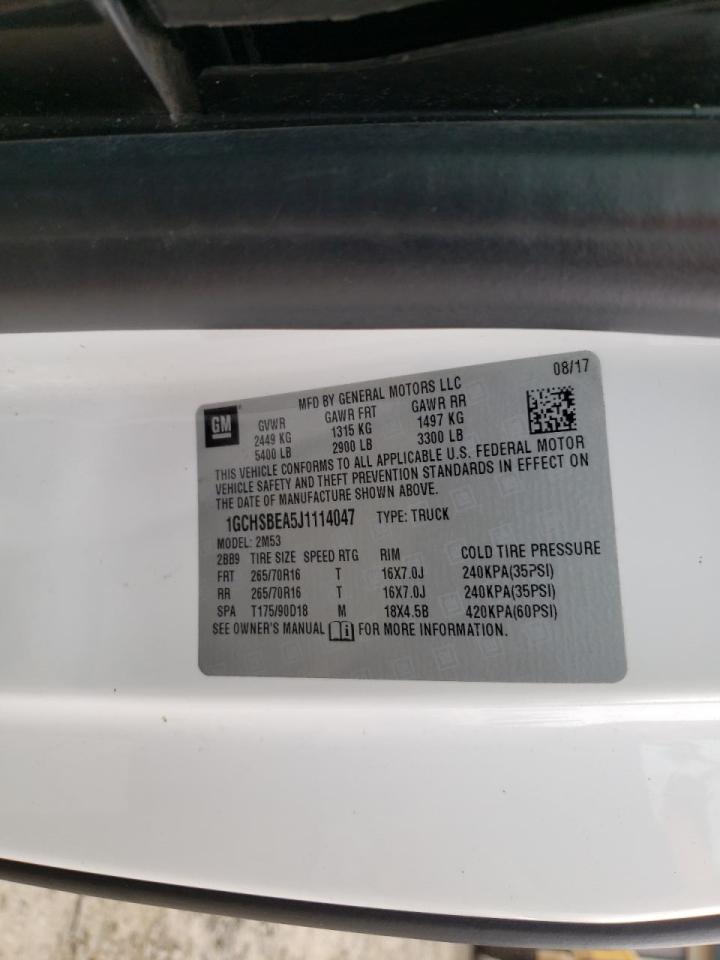 08/17
MFD BY GENERAL MOTORS LLC
GM
GVWR GAWR FRT GAWR RR
2449 KG 1315 KG 1497 KG
5400 LB 2900 LB 3300 LB
THIS VEHICLE CONFORMS TO ALL APPLICABLE U.S. FEDERAL MOTOR
VEHICLE SAFETY AND THEFT PREVENTION STANDARDS IN EFFECT ON
THE DATE OF MANUFACTURE SHOWN ABOVE.
1GCHSBEA5J1114047 TYPE: TRUCK
MODEL: 2M53
2BB9 TIRE SIZE SPEED RTG RIM COLD TIRE PRESSURE
FRT 265/70R16 T 16X7.0J 240KPA(35PSI)
RR 265/70R16 T 16X7.0J 240KPA(35PSI)
SPA T175/90D18 M 18X4.5B 420KPA(60PSI)
SEE OWNER'S MANUAL FOR MORE INFORMATION.